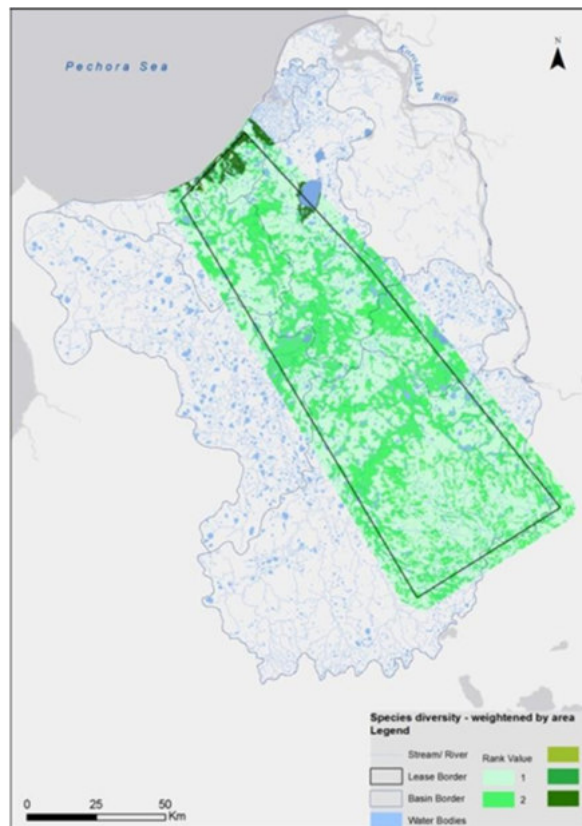 Pechora Sea
N
River
Species diversity - weightened by area
Legend
Stream/ River
Lease Border
Basin Border
Water Bodies
Rank Value
1
2
0 25 50
Km